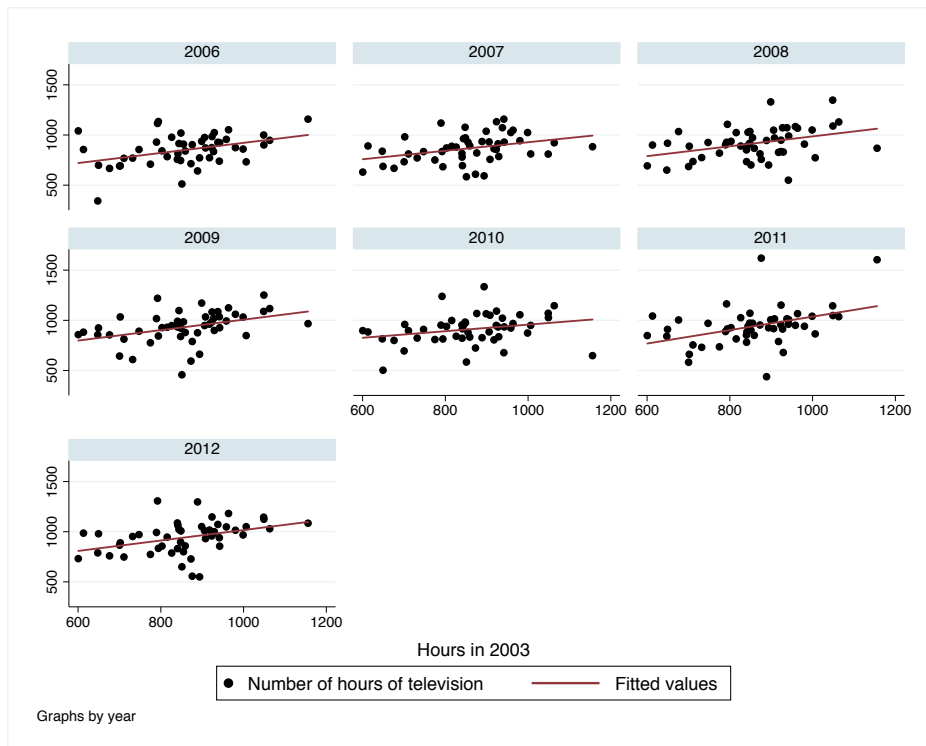 2006 2007 2008
1500
1000
500
2009 2010 2011
1500
1000
500
600 800 1000 1200 600 800 1000 1200
2012
1500
1000
500
600 800 1000 1200
Hours in 2003
Number of hours of television Fitted values
Graphs by year